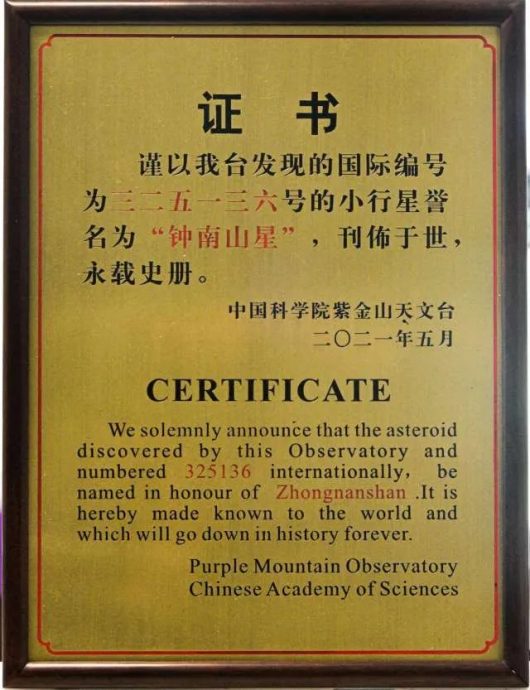 证 书
谨以我台发现的国际编号
为三二五一三六号的小行星誉
名为“钟南山星”，刊佈于世，
永载史册。
中国科学院紫金山天文台
二〇二一年五月
CERTIFICATE
We solemnly announce that the asteroid
discovered by this Observatory and
numbered 325136 internationally， be
named in honour of Zhongnanshan .It is
hereby made known to the world and
which will go down in history forever.
Purple Mountain Observatory
Chinese Academy of Sciences